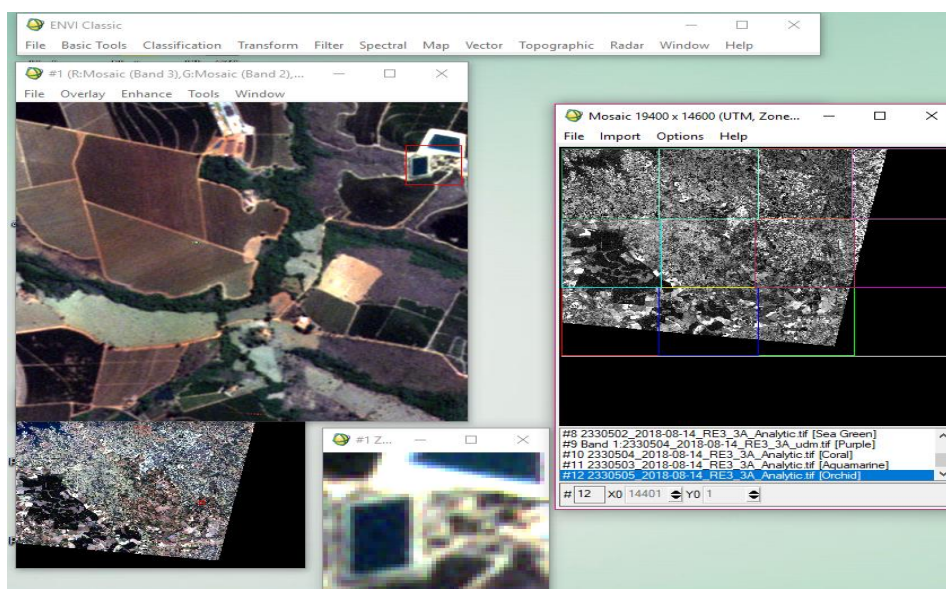 ENVI Classic
File Basic Tools Classification Transform Filter Spectral Map Vector Topographic Radar Window Help
#1 (R:Mosaic (Band 3),G:Mosaic (Band 2),...
File Overlay Enhance Tools Window
Mosaic 19400 x 14600 (UTM, Zone...
File Import Options Help
#8 2330502_2018-08-14_RE3_3A_Analytic.tif [Sea Green]
#9 Band 1:2330504_2018-08-14_RE3_3A_udm.tif [Purple]
#10 2330504_2018-08-14_RE3_3A_Analytic.tif [Coral]
#11 2330503_2018-08-14_RE3_3A_Analytic.tif [Aquamarine]
#12 2330505_2018-08-14_RE3_3A_Analytic.tif [Orchid]
# 12 X0 14401 Y0 1
#1 Z...